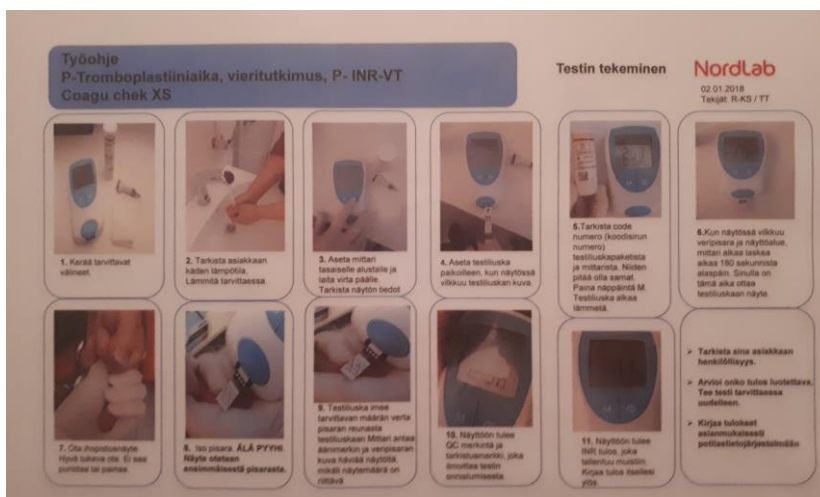 Työohje
P-Tromboplastiiniaika, vieritutkimus, P- INR-VT
Coagu chek XS
Testin tekeminen
NordLab
02.01.2018
Tekijät: R-KS / TT
1. Kerää tarvittavat
välineet
2. Tarkista asiakkaan
käden lämpötila.
Lämmitä tarvittaessa.
3. Aseta mittari
tasaiselle alustalle ja
laita virta päälle.
Tarkista näytön tiedot
4. Aseta testiliuska
paikoilleen, kun näytössä
vilkkuu testiliuskan kuva.
5.Tarkista code
numero (koodisirun
numero)
testiliuskapaketista
ja mittarista. Niiden
pitää olla samat.
Paina näppäintä M.
Testiliuska alkaa
lämmetä.
6.Kun näytössä vilkkuu
veripisara ja näyttöalue,
mittari alkaa laskea
aikaa 180 sekunnista
alaspäin. Sinulla on
tämä aika ottaa
testiliuskaan näyte.
7. Ota ihopistosnäyte
Hyvä tukeva ote. Ei saa
puristaa tai painaa.
8. Iso pisara. ÄLÄ PYYHI.
Näyte otetaan
ensimmäisestä pisarasta.
9. Testiliuska imee
tarvittavan määrän verta
pisaran reunasta
testiliuskaan Mittari antaa
äänimerkin ja veripisaran
kuva häviää näytöltä,
mikäli näytemäärä on
riittävä
10. Näyttöön tulee
QC merkintä ja
tarkistusmerkki, joka
ilmoittaa testin
onnistumisesta
11. Näyttöön tulee
INR tulos, joka
tallentuu muistiin.
Kirjaa tulos itsellesi
ylös.
➢ Tarkista aina asiakkaan
henkilöllisyys.
➢ Arvioi onko tulos luotettava.
Tee testi tarvittaessa
uudelleen.
➢ Kirjaa tulokset
asianmukaisesti
potilastietojärjestelmään